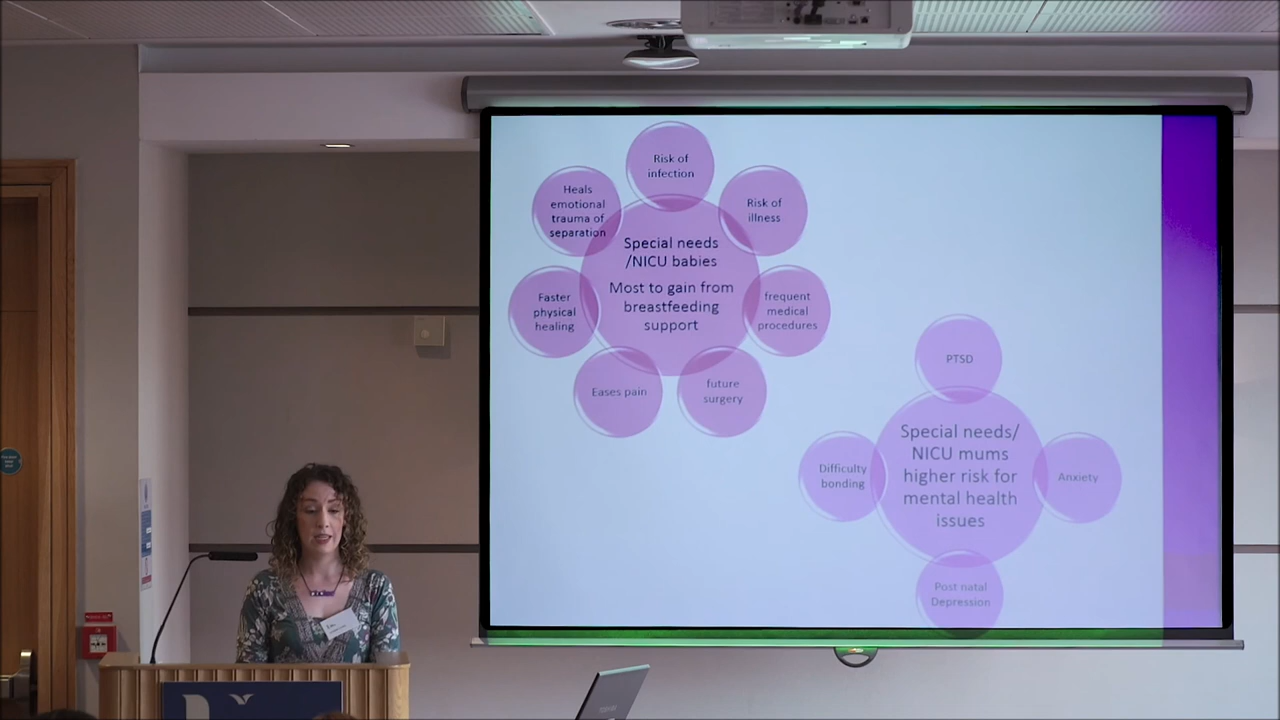 Risk of
infection
Heals
emotional
trauma of
separation
Risk of
illness
Special needs
/NICU babies
Most to gain from
breastfeeding
support
Faster
physical
healing
frequent
medical
procedures
Eases pain
future
surgery
PTSD
Special needs/
NICU mums
higher risk for
mental health
issues
Difficulty
bonding
Anxiety
Post natal
Depression